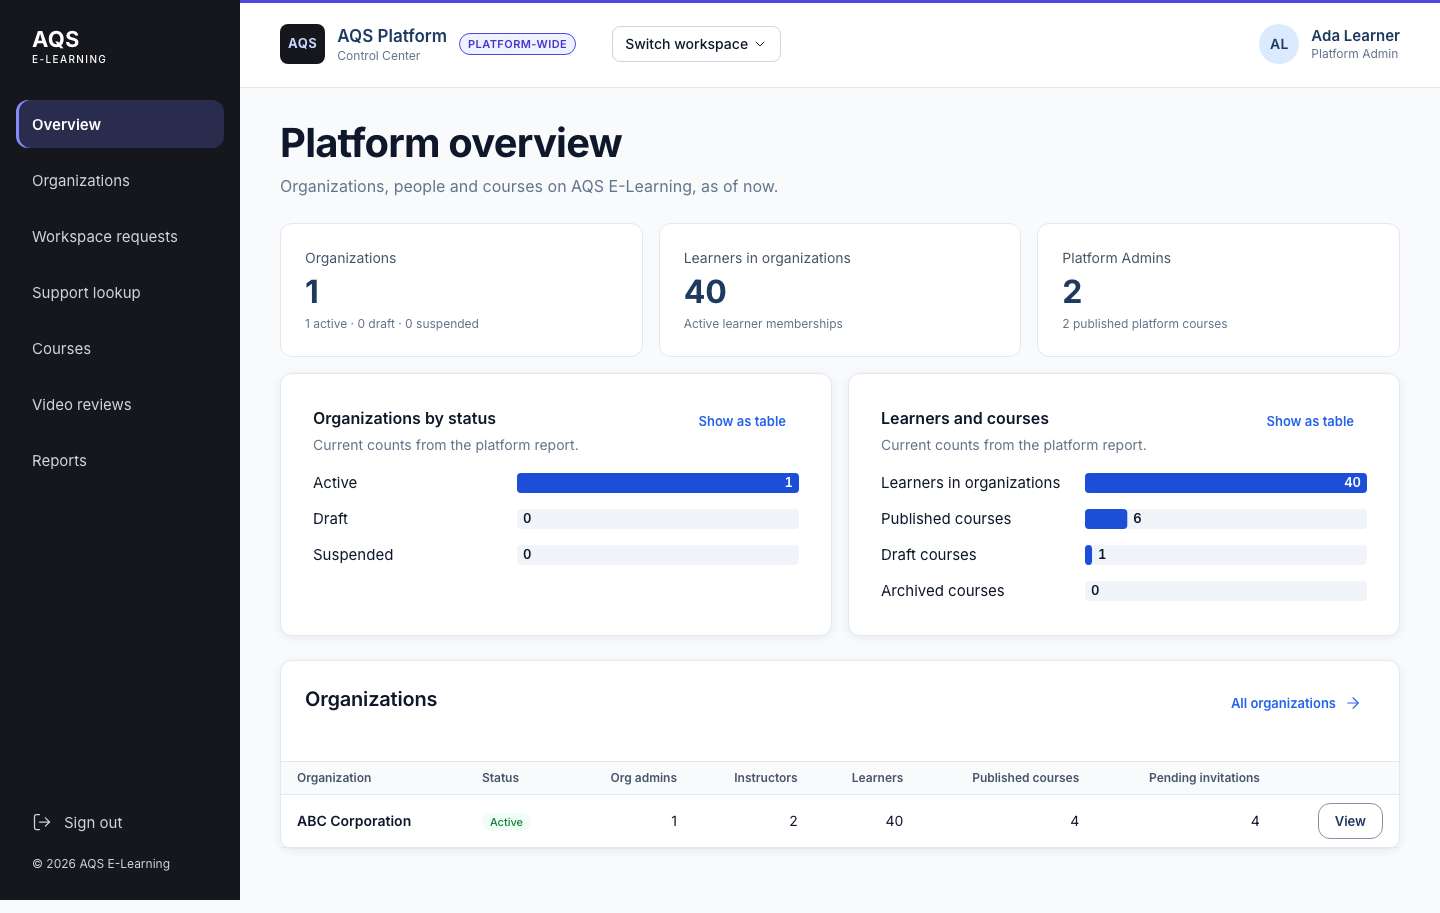 AQS
E-LEARNING
Overview
Organizations
Workspace requests
Support lookup
Courses
Video reviews
Reports
Sign out
© 2026 AQS E-Learning
AQS
AQS Platform
Control Center
PLATFORM-WIDE
Switch workspace
AL
Ada Learner
Platform Admin
Platform overview
Organizations, people and courses on AQS E-Learning, as of now.
Organizations
1
1 active · 0 draft · 0 suspended
Learners in organizations
40
Active learner memberships
Platform Admins
2
2 published platform courses
Organizations by status
Show as table
Current counts from the platform report.
Active 1
Draft 0
Suspended 0
Learners and courses
Show as table
Current counts from the platform report.
Learners in organizations 40
Published courses 6
Draft courses 1
Archived courses 0
Organizations
All organizations
Organization Status Org admins Instructors Learners Published courses Pending invitations
ABC Corporation Active 1 2 40 4 4 View